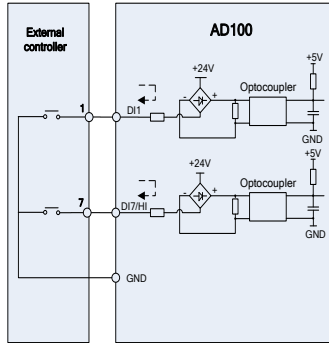 External
controller
AD100
+5V
+24V
Optocoupler
1
DI1
-
+
GND
+5V
+24V
Optocoupler
7
DI7/HI
-
+
GND
GND